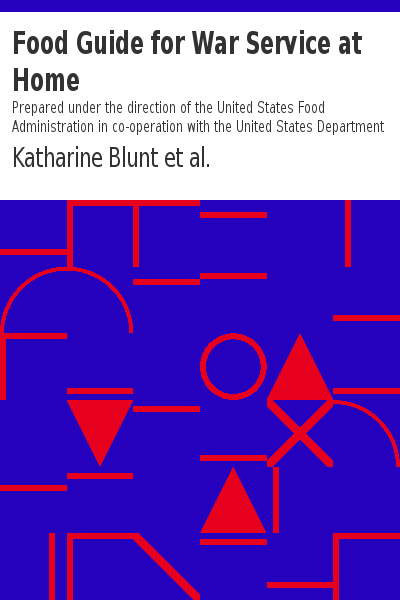 Food Guide for War Service at
Home
Prepared under the direction of the United States Food
Administration in co-operation with the United States Department
Katharine Blunt et al.